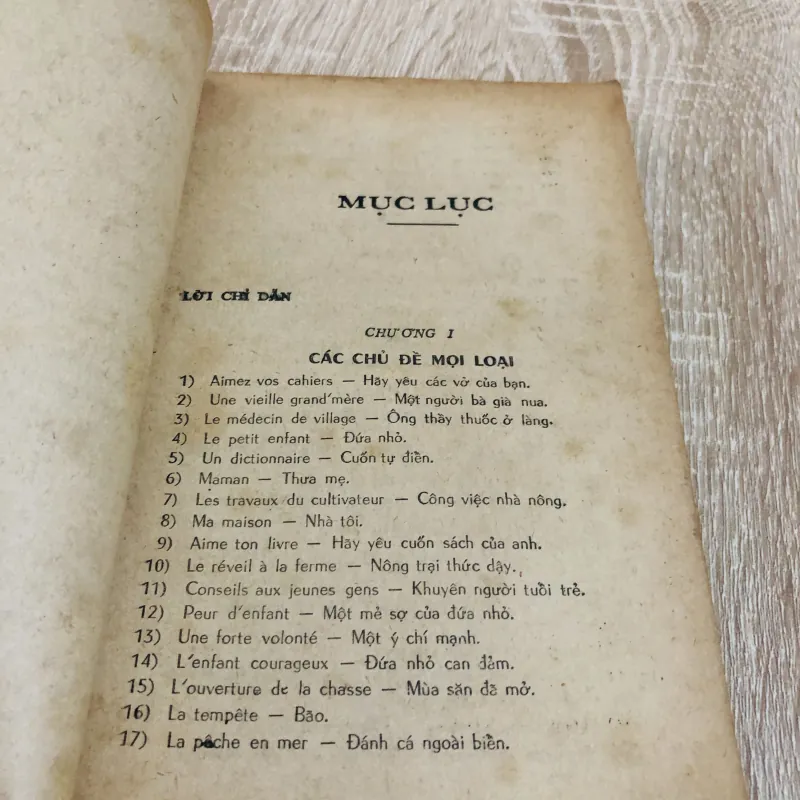 MỤC LỤC
LỜI CHỈ DẪN
CHƯƠNG I
CÁC CHỦ ĐỀ MỌI LOẠI
1) Aimez vos cahiers — Hãy yêu các vở của bạn.
2) Une vieille grand'mère — Một người bà già nua.
3) Le médecin de village — Ông thầy thuốc ở làng.
4) Le petit enfant — Đứa nhỏ.
5) Un dictionnaire — Cuốn tự điển.
6) Maman — Thưa mẹ.
7) Les travaux du cultivateur — Công việc nhà nông.
8) Ma maison — Nhà tôi.
9) Aime ton livre — Hãy yêu cuốn sách của anh.
10) Le réveil à la ferme — Nông trại thức dậy.
11) Conseils aux jeunes gens — Khuyên người tuổi trẻ.
12) Peur d'enfant — Một mẻ sợ của đứa nhỏ.
13) Une forte volonté — Một ý chí mạnh.
14) L'enfant courageux — Đứa nhỏ can đảm.
15) L'ouverture de la chasse — Mùa săn đã mở.
16) La tempête — Bão.
17) La pêche en mer — Đánh cá ngoài biển.